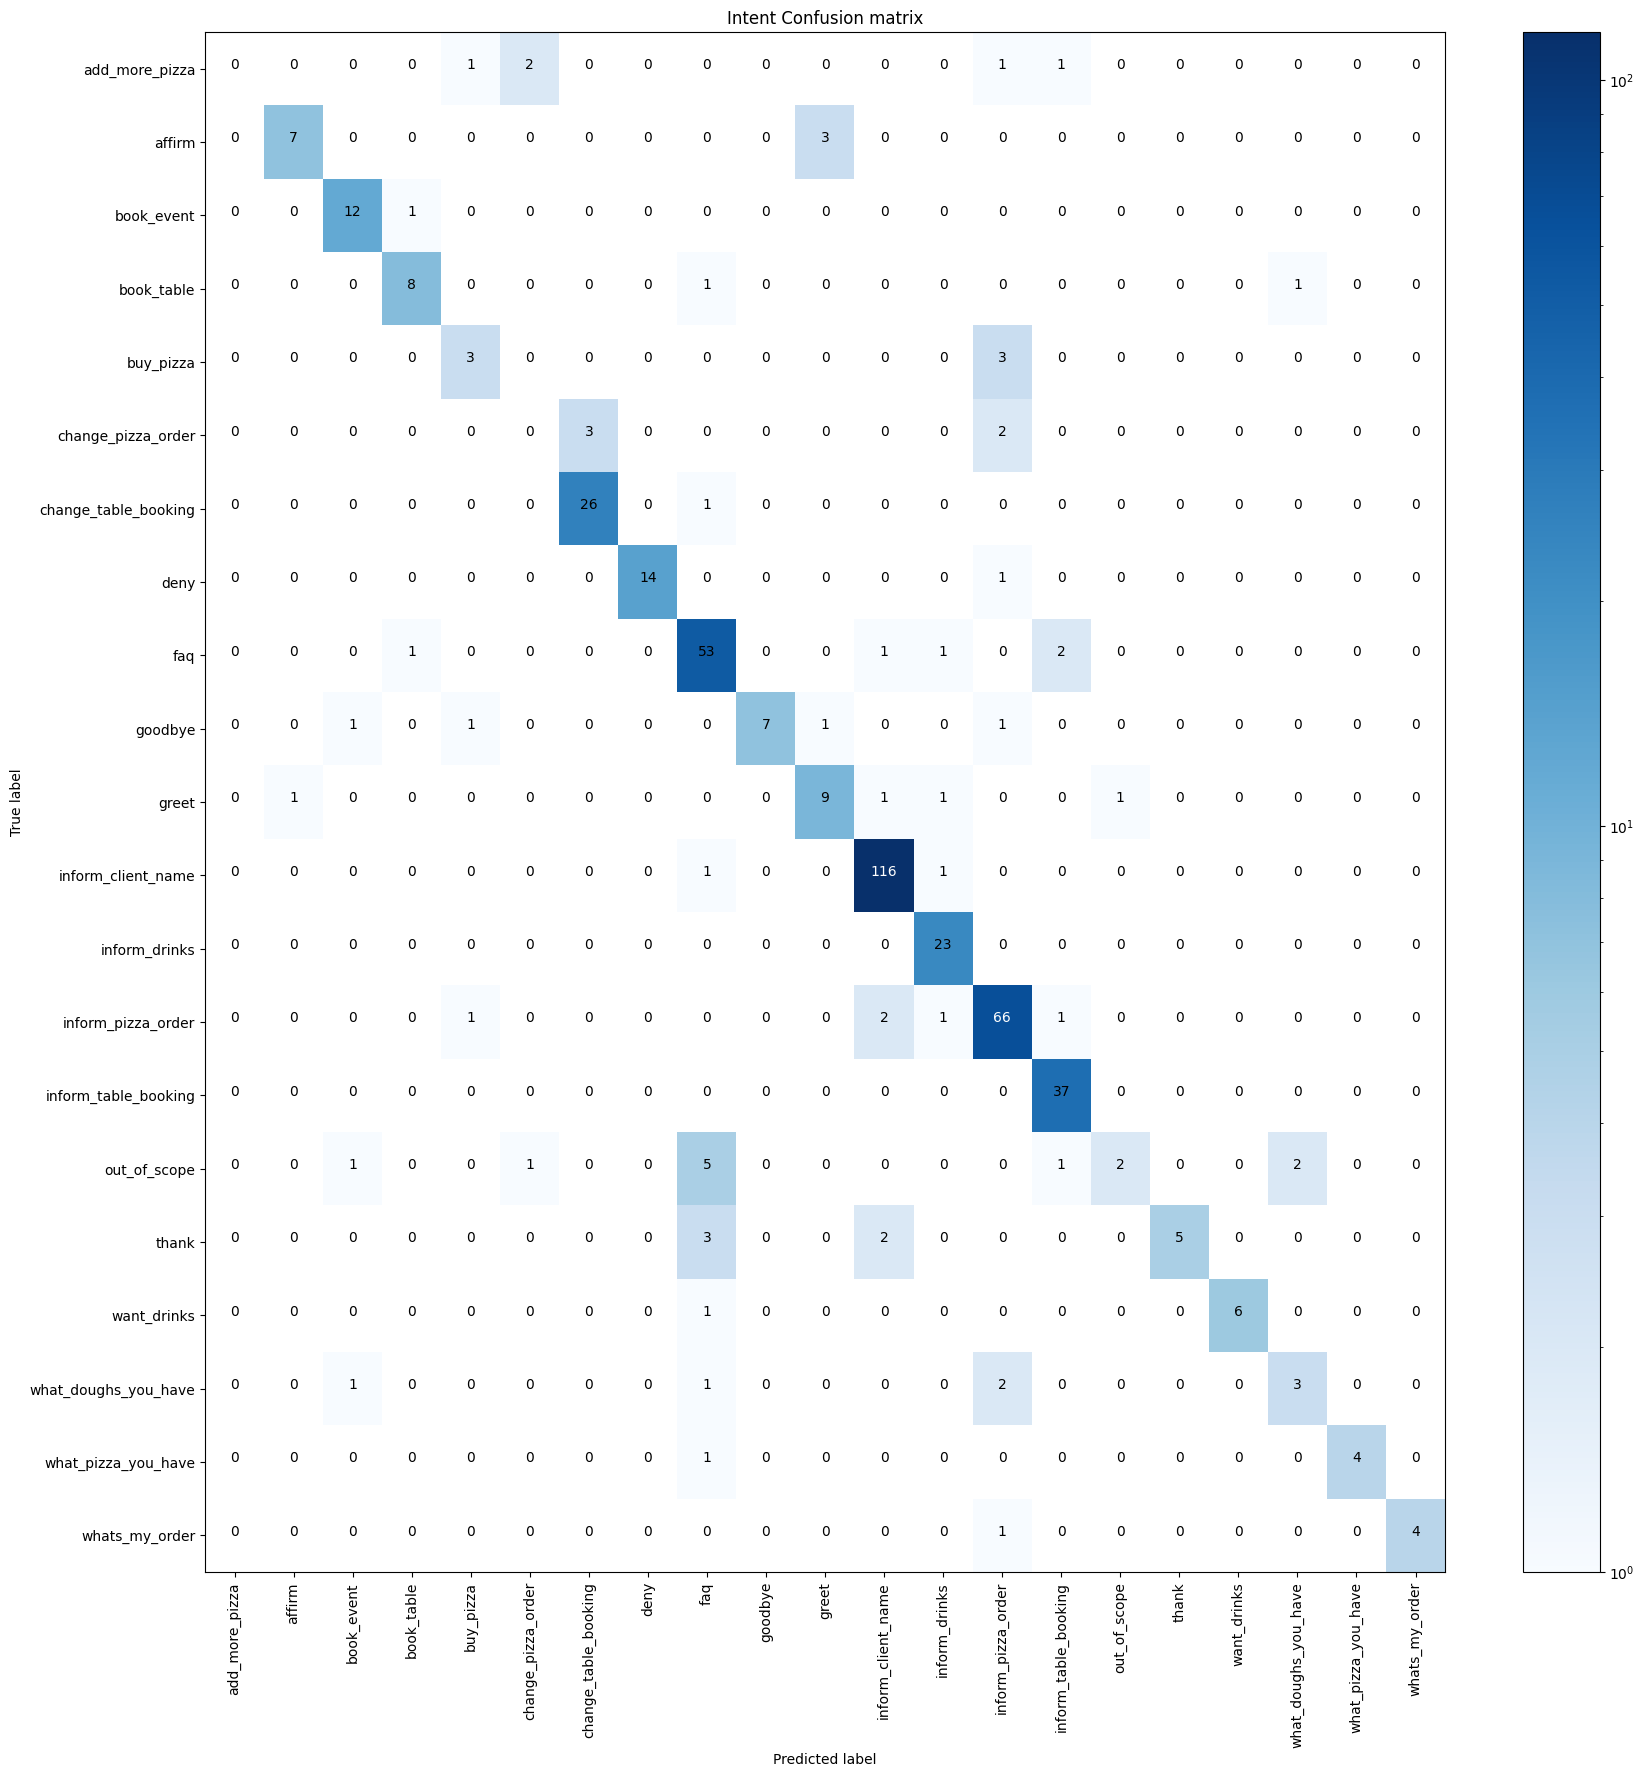 Intent Confusion matrix
add_more_pizza 0 0 0 0 1 2 0 0 0 0 0 0 0 1 1 0 0 0 0 0 0
affirm 0 7 0 0 0 0 0 0 0 0 3 0 0 0 0 0 0 0 0 0 0
book_event 0 0 12 1 0 0 0 0 0 0 0 0 0 0 0 0 0 0 0 0 0
book_table 0 0 0 8 0 0 0 0 1 0 0 0 0 0 0 0 0 0 1 0 0
buy_pizza 0 0 0 0 3 0 0 0 0 0 0 0 0 3 0 0 0 0 0 0 0
change_pizza_order 0 0 0 0 0 0 3 0 0 0 0 0 0 2 0 0 0 0 0 0 0
change_table_booking 0 0 0 0 0 0 26 0 1 0 0 0 0 0 0 0 0 0 0 0 0
deny 0 0 0 0 0 0 0 14 0 0 0 0 0 1 0 0 0 0 0 0 0
faq 0 0 0 1 0 0 0 0 53 0 0 1 1 0 2 0 0 0 0 0 0
goodbye 0 0 1 0 1 0 0 0 0 7 1 0 0 1 0 0 0 0 0 0 0
greet 0 1 0 0 0 0 0 0 0 0 9 1 1 0 0 1 0 0 0 0 0
inform_client_name 0 0 0 0 0 0 0 0 1 0 0 116 1 0 0 0 0 0 0 0 0
inform_drinks 0 0 0 0 0 0 0 0 0 0 0 0 23 0 0 0 0 0 0 0 0
inform_pizza_order 0 0 0 0 1 0 0 0 0 0 0 2 1 66 1 0 0 0 0 0 0
inform_table_booking 0 0 0 0 0 0 0 0 0 0 0 0 0 0 37 0 0 0 0 0 0
out_of_scope 0 0 1 0 0 1 0 0 5 0 0 0 0 0 1 2 0 0 2 0 0
thank 0 0 0 0 0 0 0 0 3 0 0 2 0 0 0 0 5 0 0 0 0
want_drinks 0 0 0 0 0 0 0 0 1 0 0 0 0 0 0 0 0 6 0 0 0
what_doughs_you_have 0 0 1 0 0 0 0 0 1 0 0 0 0 2 0 0 0 0 3 0 0
what_pizza_you_have 0 0 0 0 0 0 0 0 1 0 0 0 0 0 0 0 0 0 0 4 0
whats_my_order 0 0 0 0 0 0 0 0 0 0 0 0 0 1 0 0 0 0 0 0 4
True label
add_more_pizza
affirm
book_event
book_table
buy_pizza
change_pizza_order
change_table_booking
deny
faq
goodbye
greet
inform_client_name
inform_drinks
inform_pizza_order
inform_table_booking
out_of_scope
thank
want_drinks
what_doughs_you_have
what_pizza_you_have
whats_my_order
Predicted label
10²
10¹
10⁰